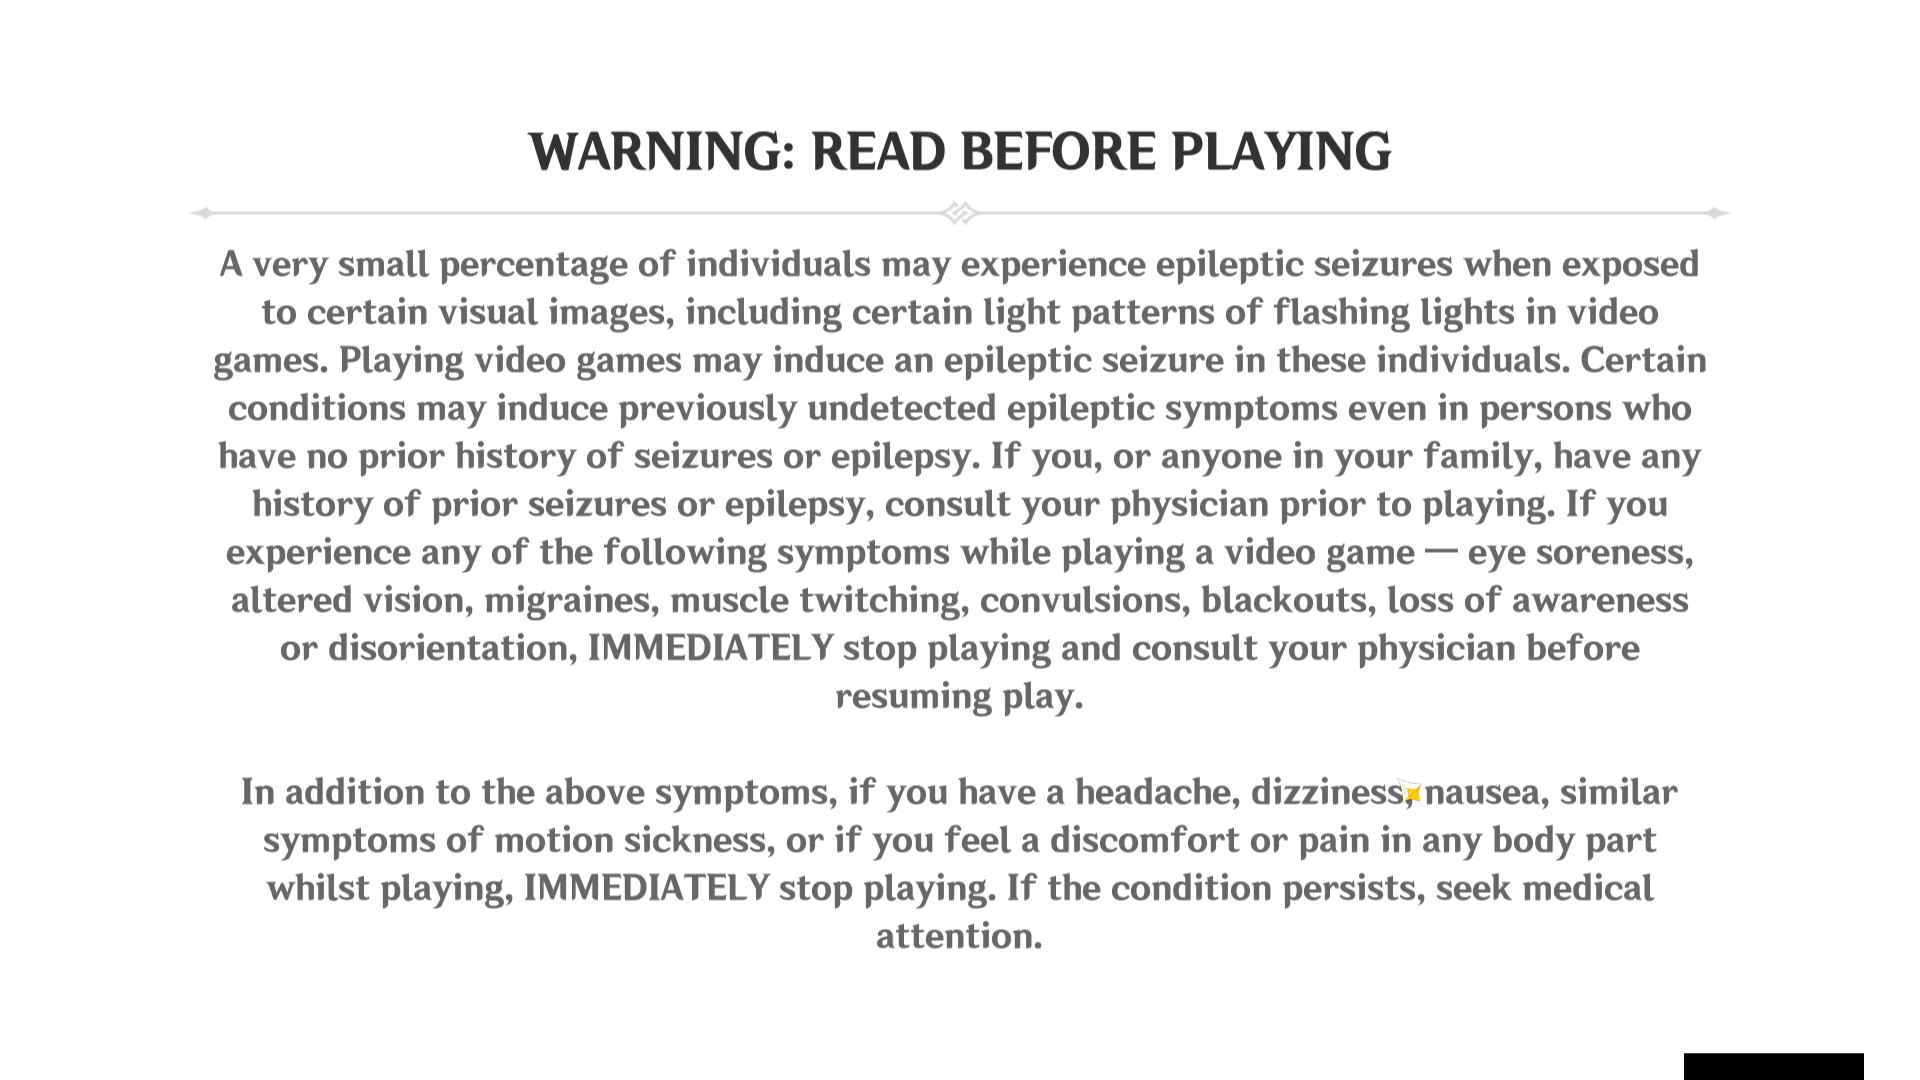 WARNING: READ BEFORE PLAYING
A very small percentage of individuals may experience epileptic seizures when exposed
to certain visual images, including certain light patterns of flashing lights in video
games. Playing video games may induce an epileptic seizure in these individuals. Certain
conditions may induce previously undetected epileptic symptoms even in persons who
have no prior history of seizures or epilepsy. If you, or anyone in your family, have any
history of prior seizures or epilepsy, consult your physician prior to playing. If you
experience any of the following symptoms while playing a video game — eye soreness,
altered vision, migraines, muscle twitching, convulsions, blackouts, loss of awareness
or disorientation, IMMEDIATELY stop playing and consult your physician before
resuming play.
In addition to the above symptoms, if you have a headache, dizziness, nausea, similar
symptoms of motion sickness, or if you feel a discomfort or pain in any body part
whilst playing, IMMEDIATELY stop playing. If the condition persists, seek medical
attention.